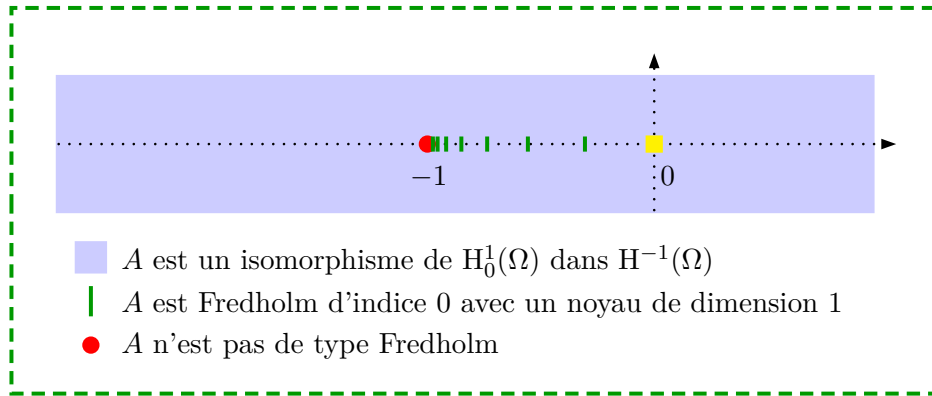 −1
0
A est un isomorphisme de H¹₀(Ω) dans H⁻¹(Ω)
A est Fredholm d'indice 0 avec un noyau de dimension 1
A n'est pas de type Fredholm